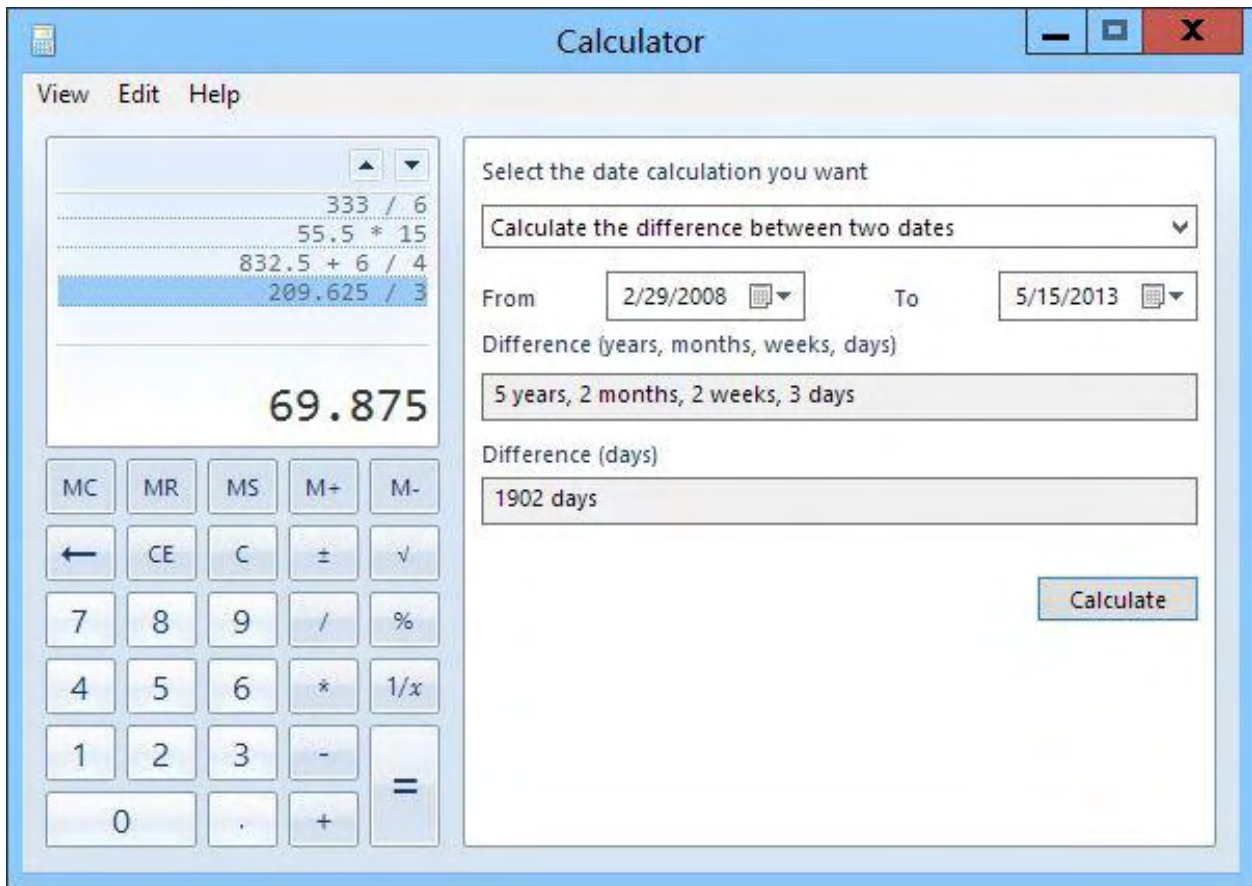 Calculator
View Edit Help
333 / 6
55.5 * 15
832.5 + 6 / 4
209.625 / 3
69.875
MC MR MS M+ M-
← CE C ± √
7 8 9 / %
4 5 6 * 1/x
1 2 3 - =
0 . +
Select the date calculation you want
Calculate the difference between two dates
From 2/29/2008 To 5/15/2013
Difference (years, months, weeks, days)
5 years, 2 months, 2 weeks, 3 days
Difference (days)
1902 days
Calculate